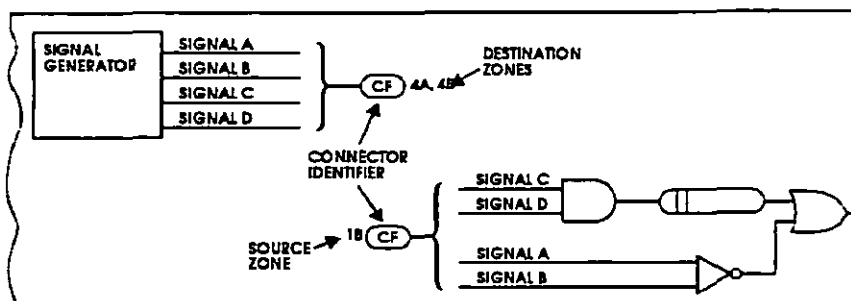 SIGNAL
GENERATOR
SIGNAL A
SIGNAL B
SIGNAL C
SIGNAL D
CF
4A, 4B
DESTINATION
ZONES
CONNECTOR
IDENTIFIER
SOURCE
ZONE
1B
CF
SIGNAL C
SIGNAL D
SIGNAL A
SIGNAL B